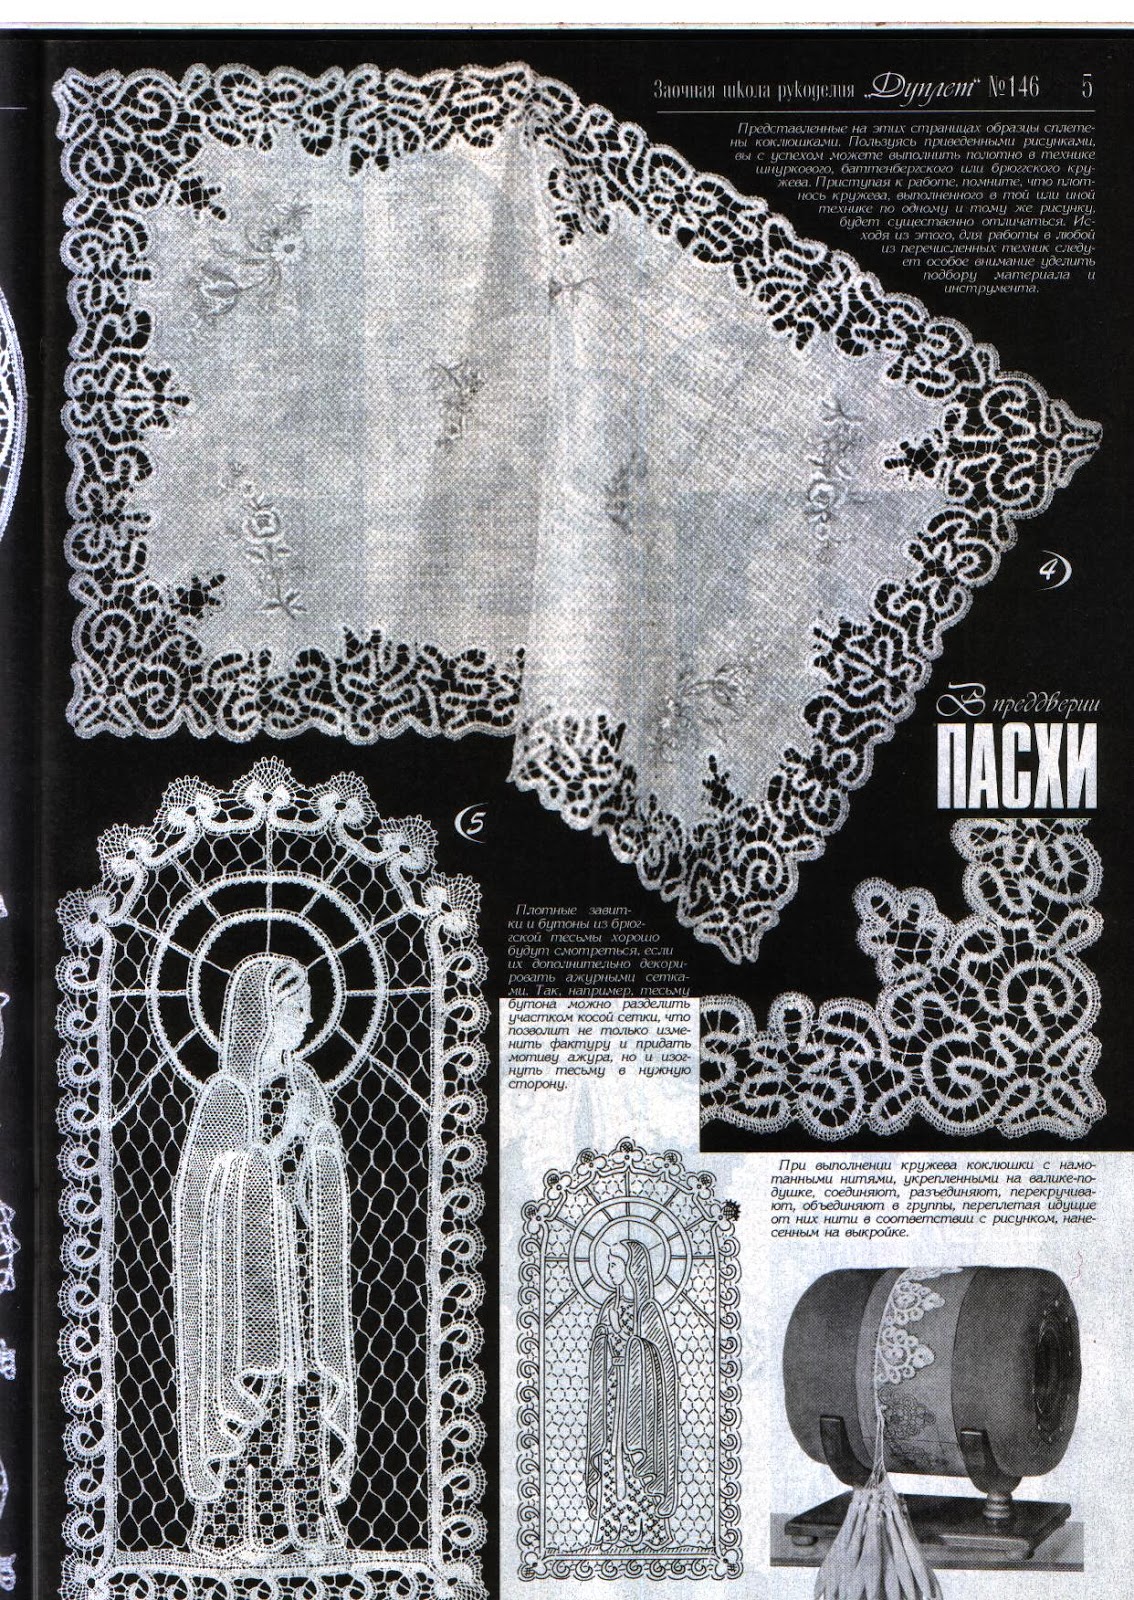 Заочная школа рукоделия „Дуплет“ №146 5
Представленные на этих страницах образцы сплете-
ны коклюшками. Пользуясь приведенными рисунками,
вы с успехом можете выполнить полотно в технике
шнуркового, баттенбергского или брюггского кру-
жева. Приступая к работе, помните, что плот-
нось кружева, выполненного в той или иной
технике по одному и тому же рисунку,
будет существенно отличаться. Ис-
ходя из этого, для работы в любой
из перечисленных техник следу-
ет особое внимание уделить
подбору материала и
инструмента.
4
В преддверии
ПАСХИ
5
Плотные завит-
ки и бутоны из брюг-
гской тесьмы хорошо
будут смотреться, если
их дополнительно декори-
ровать ажурными сетка-
ми. Так, например, тесьму
бутона можно разделить
участком косой сетки, что
позволит не только изме-
нить фактуру и придать
мотиву ажура, но и изог-
нуть тесьму в нужную
сторону.
При выполнении кружева коклюшки с намо-
танными нитями, укрепленными на валике-по-
душке, соединяют, разъединяют, перекручива-
ют, объединяют в группы, переплетая идущие
от них нити в соответствии с рисунком, нане-
сенным на выкройке.